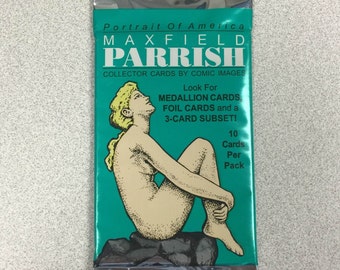 Portrait Of America
MAXFIELD
PARRISH
COLLECTOR CARDS BY COMIC IMAGES
Look For
MEDALLION CARDS,
FOIL CARDS and a
3-CARD SUBSET!
10
Cards
Per
Pack